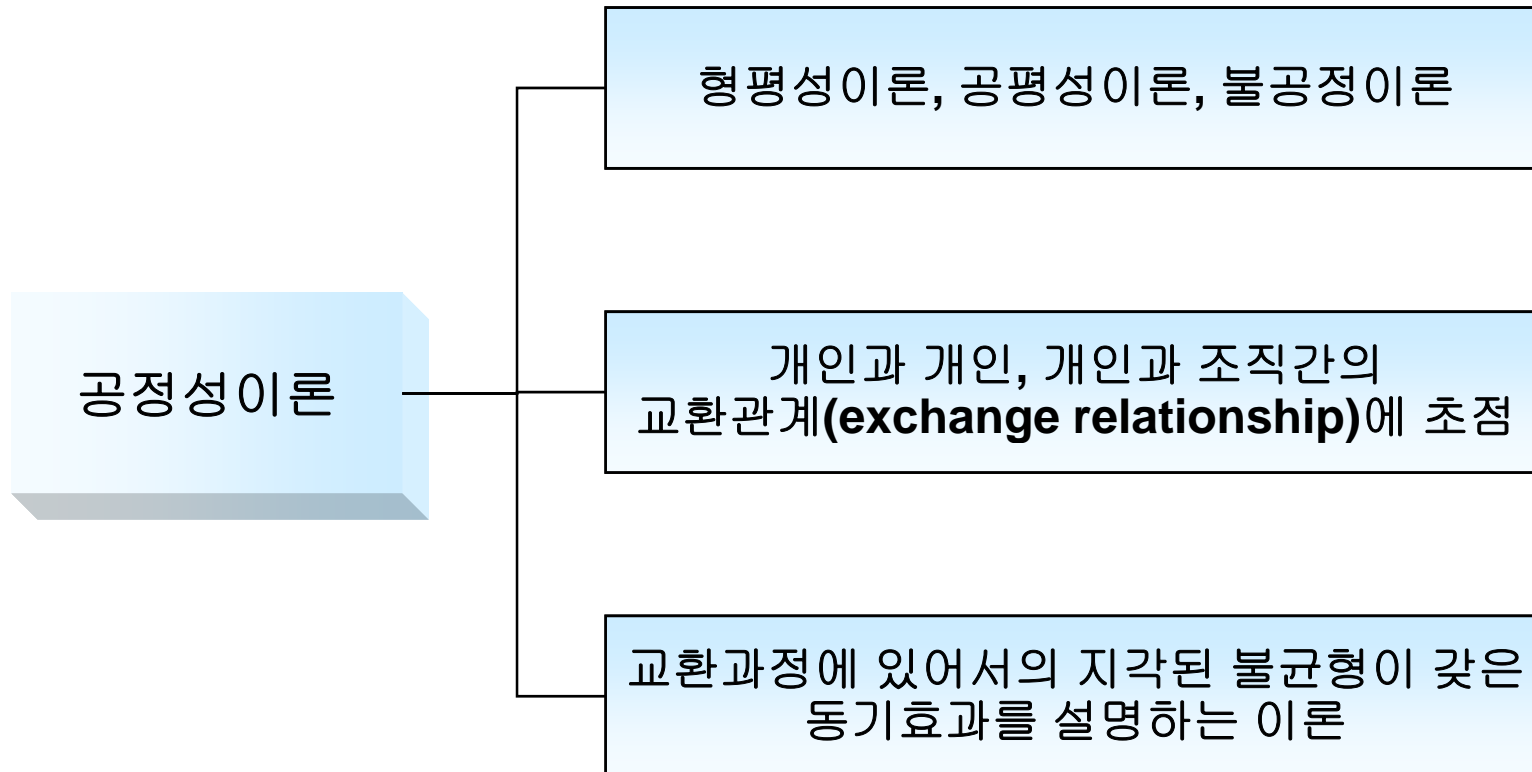 형평성이론, 공평성이론, 불공정이론
공정성이론
개인과 개인, 개인과 조직간의
교환관계(exchange relationship)에 초점
교환과정에 있어서의 지각된 불균형이 갖은
동기효과를 설명하는 이론